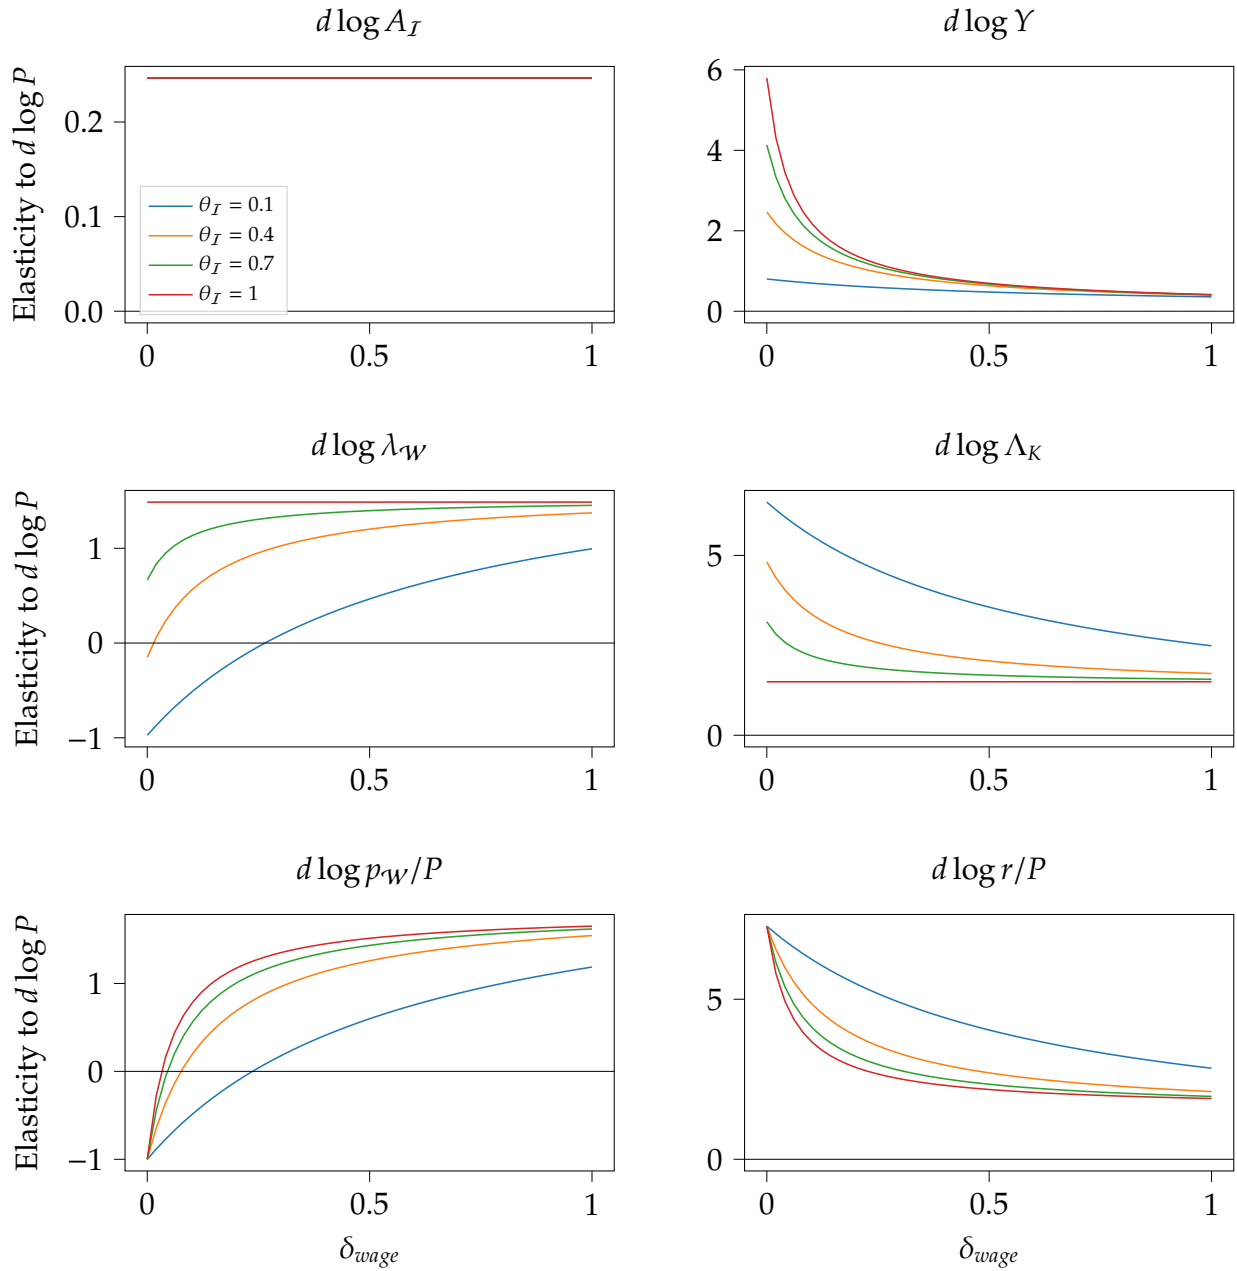 d log A_I
d log Y
Elasticity to d log P
0.2
0.1
0.0
θ_I = 0.1
θ_I = 0.4
θ_I = 0.7
θ_I = 1
0 0.5 1
6
4
2
0
0 0.5 1
d log λ_W
d log Λ_K
Elasticity to d log P
1
0
−1
0 0.5 1
5
0
0 0.5 1
d log p_W/P
d log r/P
Elasticity to d log P
1
0
−1
0 0.5 1
δ_wage
5
0
0 0.5 1
δ_wage